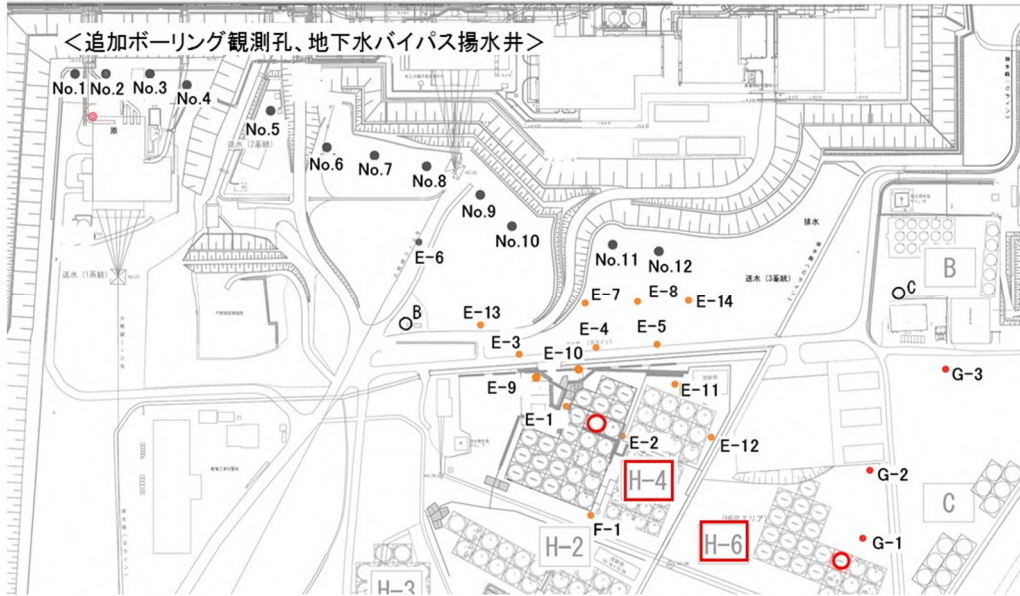 ＜追加ボーリング観測孔、地下水バイパス揚水井＞
No.1
No.2
No.3
No.4
No.5
送水 (2系統)
No.6
No.7
No.8
No.9
No.10
E-6
送水 (1系統)
No.11
No.12
排水
送水 (3系統)
B
C
B
E-13
E-7
E-8
E-14
E-3
E-4
E-5
E-10
E-9
E-11
G-3
E-1
E-2
E-12
H-4
G-2
C
F-1
H-2
H-6
G-1
H-3